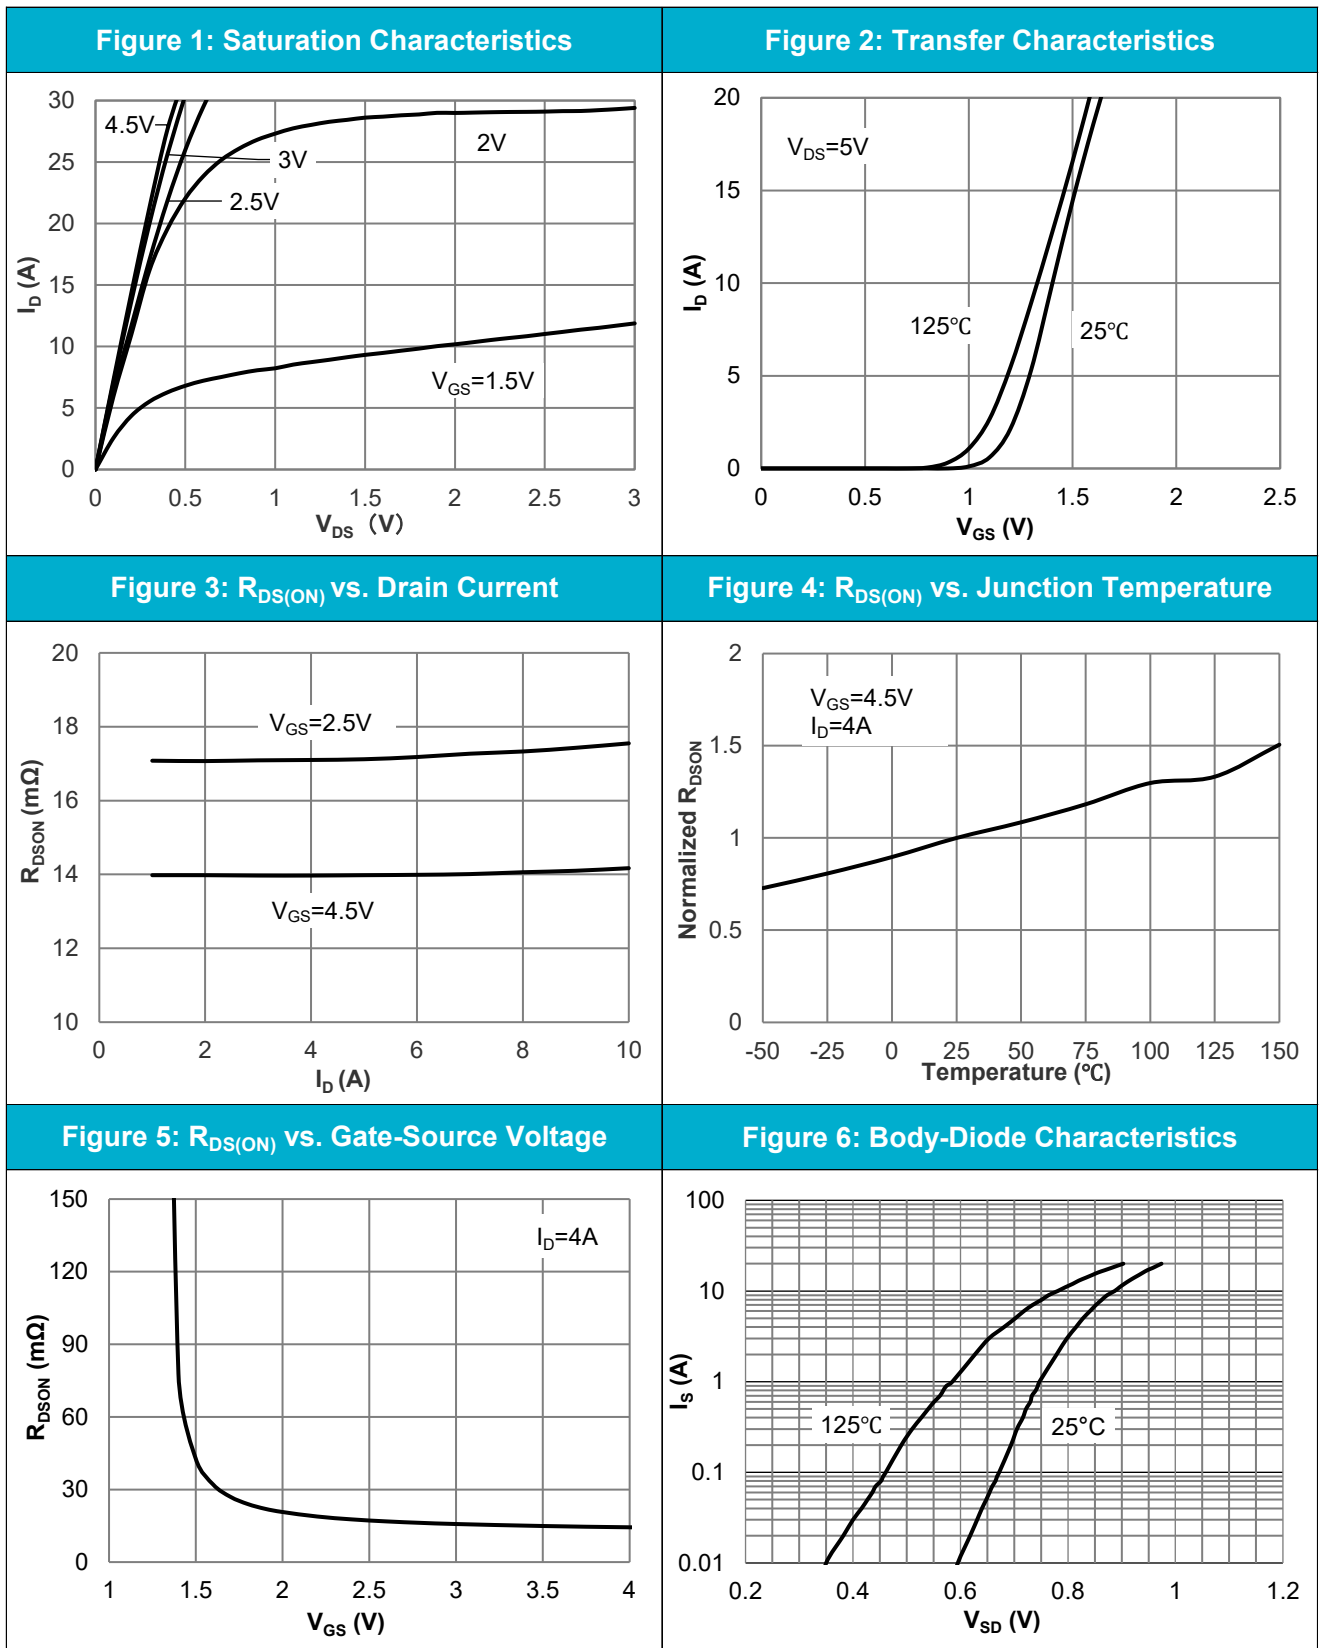 Figure 1: Saturation Characteristics
30
25
20
15
10
5
0
I_D (A)
4.5V
3V
2.5V
2V
V_GS=1.5V
0 0.5 1 1.5 2 2.5 3
V_DS（V）
Figure 2: Transfer Characteristics
20
15
10
5
0
I_D (A)
V_DS=5V
125℃
25℃
0 0.5 1 1.5 2 2.5
V_GS (V)
Figure 3: R_DS(ON) vs. Drain Current
20
18
16
14
12
10
R_DSON (mΩ)
V_GS=2.5V
V_GS=4.5V
0 2 4 6 8 10
I_D (A)
Figure 4: R_DS(ON) vs. Junction Temperature
2
1.5
1
0.5
0
Normalized R_DSON
V_GS=4.5V
I_D=4A
-50 -25 0 25 50 75 100 125 150
Temperature (℃)
Figure 5: R_DS(ON) vs. Gate-Source Voltage
150
120
90
60
30
0
R_DSON (mΩ)
I_D=4A
1 1.5 2 2.5 3 3.5 4
V_GS (V)
Figure 6: Body-Diode Characteristics
100
10
1
0.1
0.01
I_S (A)
125℃
25°C
0.2 0.4 0.6 0.8 1 1.2
V_SD (V)